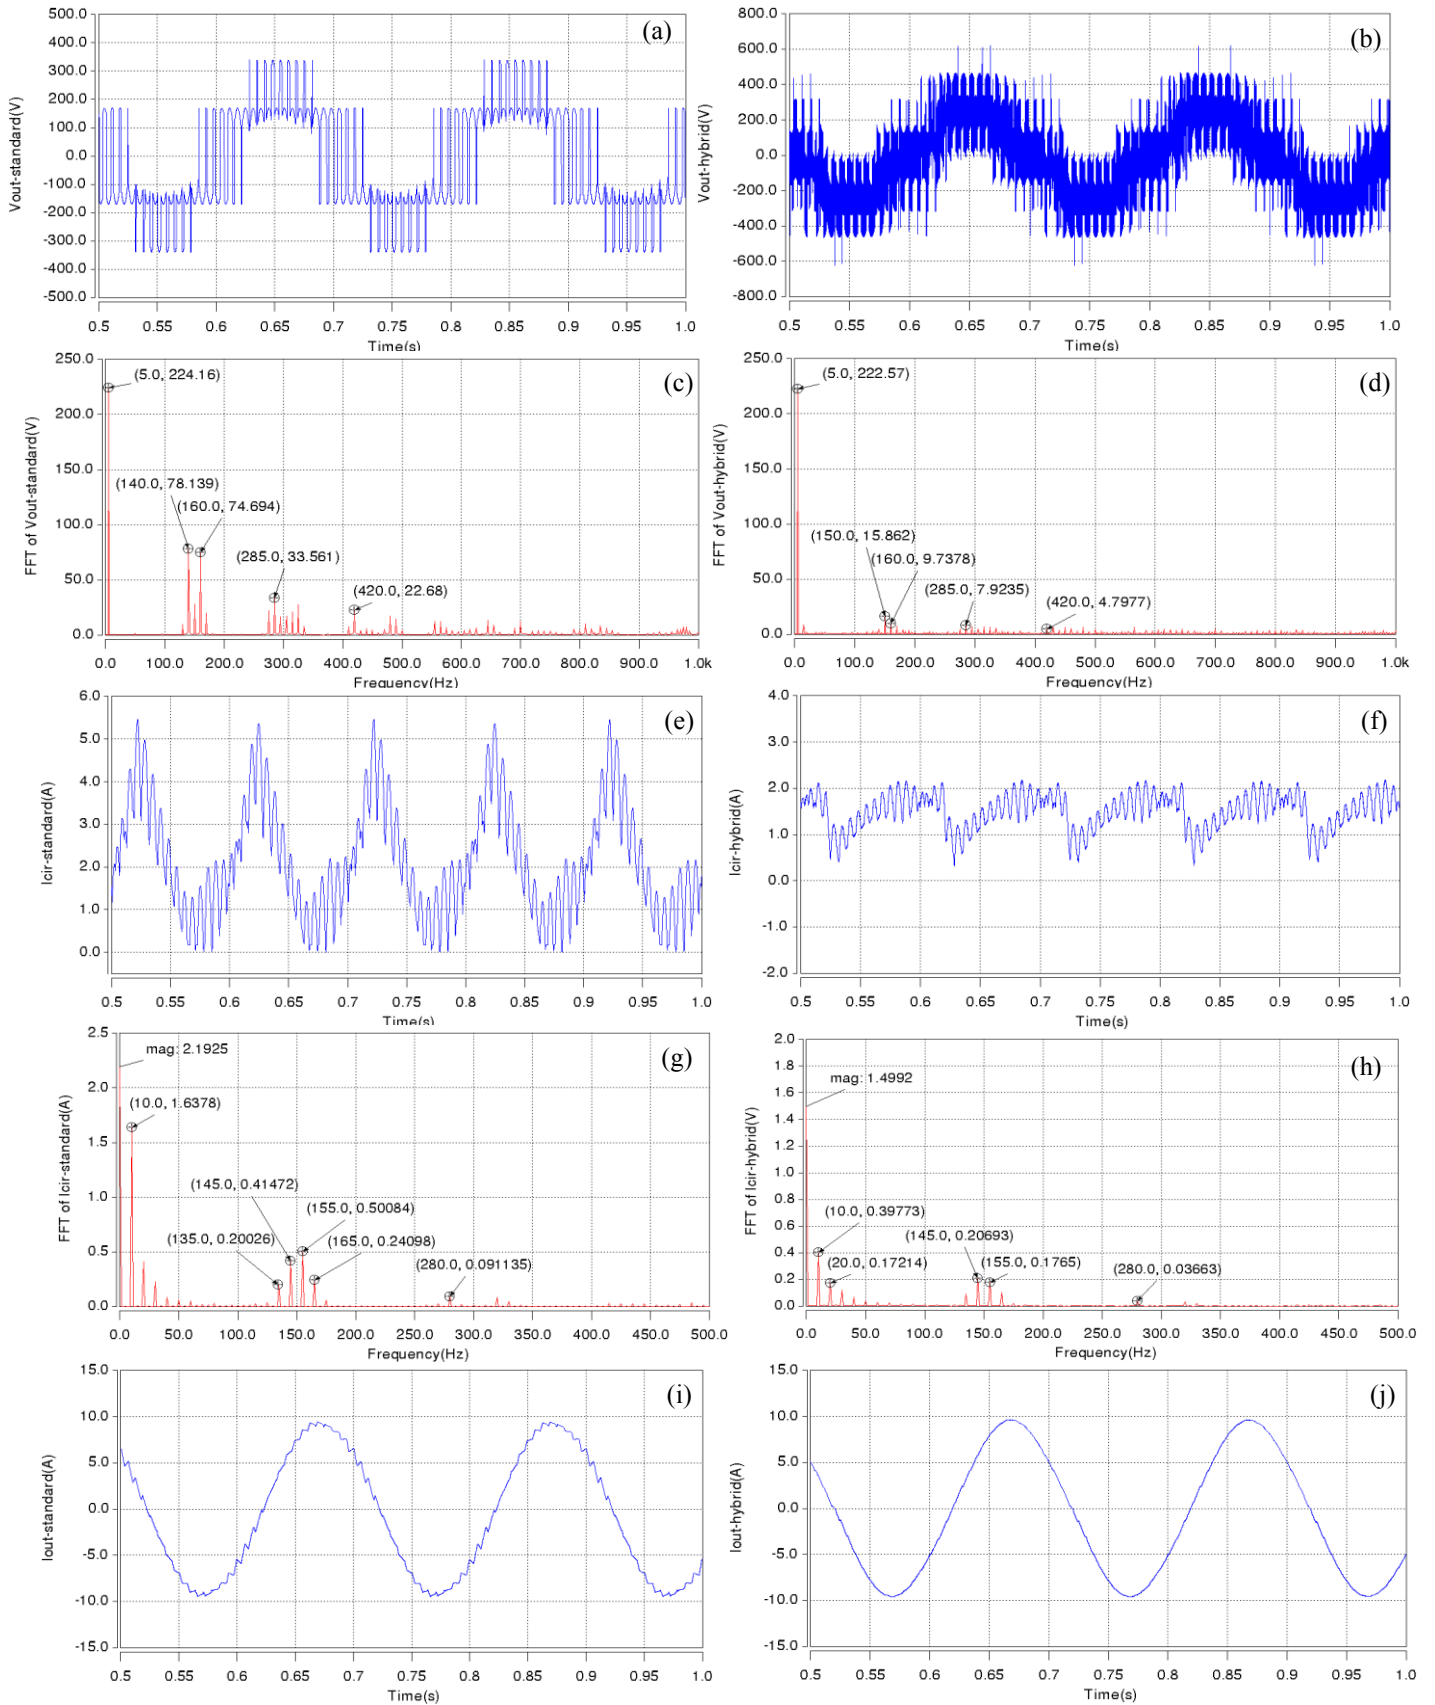 (a)
Vout-standard(V)
500.0
400.0
300.0
200.0
100.0
0.0
-100.0
-200.0
-300.0
-400.0
-500.0
0.5 0.55 0.6 0.65 0.7 0.75 0.8 0.85 0.9 0.95 1.0
Time(s)
(b)
Vout-hybrid(V)
800.0
600.0
400.0
200.0
0.0
-200.0
-400.0
-600.0
-800.0
0.5 0.55 0.6 0.65 0.7 0.75 0.8 0.85 0.9 0.95 1.0
Time(s)
(c)
FFT of Vout-standard(V)
250.0
200.0
150.0
100.0
50.0
0.0
(5.0, 224.16)
(140.0, 78.139)
(160.0, 74.694)
(285.0, 33.561)
(420.0, 22.68)
0.0 100.0 200.0 300.0 400.0 500.0 600.0 700.0 800.0 900.0 1.0k
Frequency(Hz)
(d)
FFT of Vout-hybrid(V)
250.0
200.0
150.0
100.0
50.0
0.0
(5.0, 222.57)
(150.0, 15.862)
(160.0, 9.7378)
(285.0, 7.9235)
(420.0, 4.7977)
0.0 100.0 200.0 300.0 400.0 500.0 600.0 700.0 800.0 900.0 1.0k
Frequency(Hz)
(e)
Icir-standard(A)
6.0
5.0
4.0
3.0
2.0
1.0
0.0
0.5 0.55 0.6 0.65 0.7 0.75 0.8 0.85 0.9 0.95 1.0
Time(s)
(f)
Icir-hybrid(A)
4.0
3.0
2.0
1.0
0.0
-1.0
-2.0
0.5 0.55 0.6 0.65 0.7 0.75 0.8 0.85 0.9 0.95 1.0
Time(s)
(g)
FFT of Icir-standard(A)
2.5
2.0
1.5
1.0
0.5
0.0
mag: 2.1925
(10.0, 1.6378)
(145.0, 0.41472)
(155.0, 0.50084)
(135.0, 0.20026)
(165.0, 0.24098)
(280.0, 0.091135)
0.0 50.0 100.0 150.0 200.0 250.0 300.0 350.0 400.0 450.0 500.0
Frequency(Hz)
(h)
FFT of Icir-hybrid(V)
2.0
1.8
1.6
1.4
1.2
1.0
0.8
0.6
0.4
0.2
0.0
mag: 1.4992
(10.0, 0.39773)
(145.0, 0.20693)
(20.0, 0.17214)
(155.0, 0.1765)
(280.0, 0.03663)
0.0 50.0 100.0 150.0 200.0 250.0 300.0 350.0 400.0 450.0 500.0
Frequency(Hz)
(i)
Iout-standard(A)
15.0
10.0
5.0
0.0
-5.0
-10.0
-15.0
0.5 0.55 0.6 0.65 0.7 0.75 0.8 0.85 0.9 0.95 1.0
Time(s)
(j)
Iout-hybrid(A)
15.0
10.0
5.0
0.0
-5.0
-10.0
-15.0
0.5 0.55 0.6 0.65 0.7 0.75 0.8 0.85 0.9 0.95 1.0
Time(s)